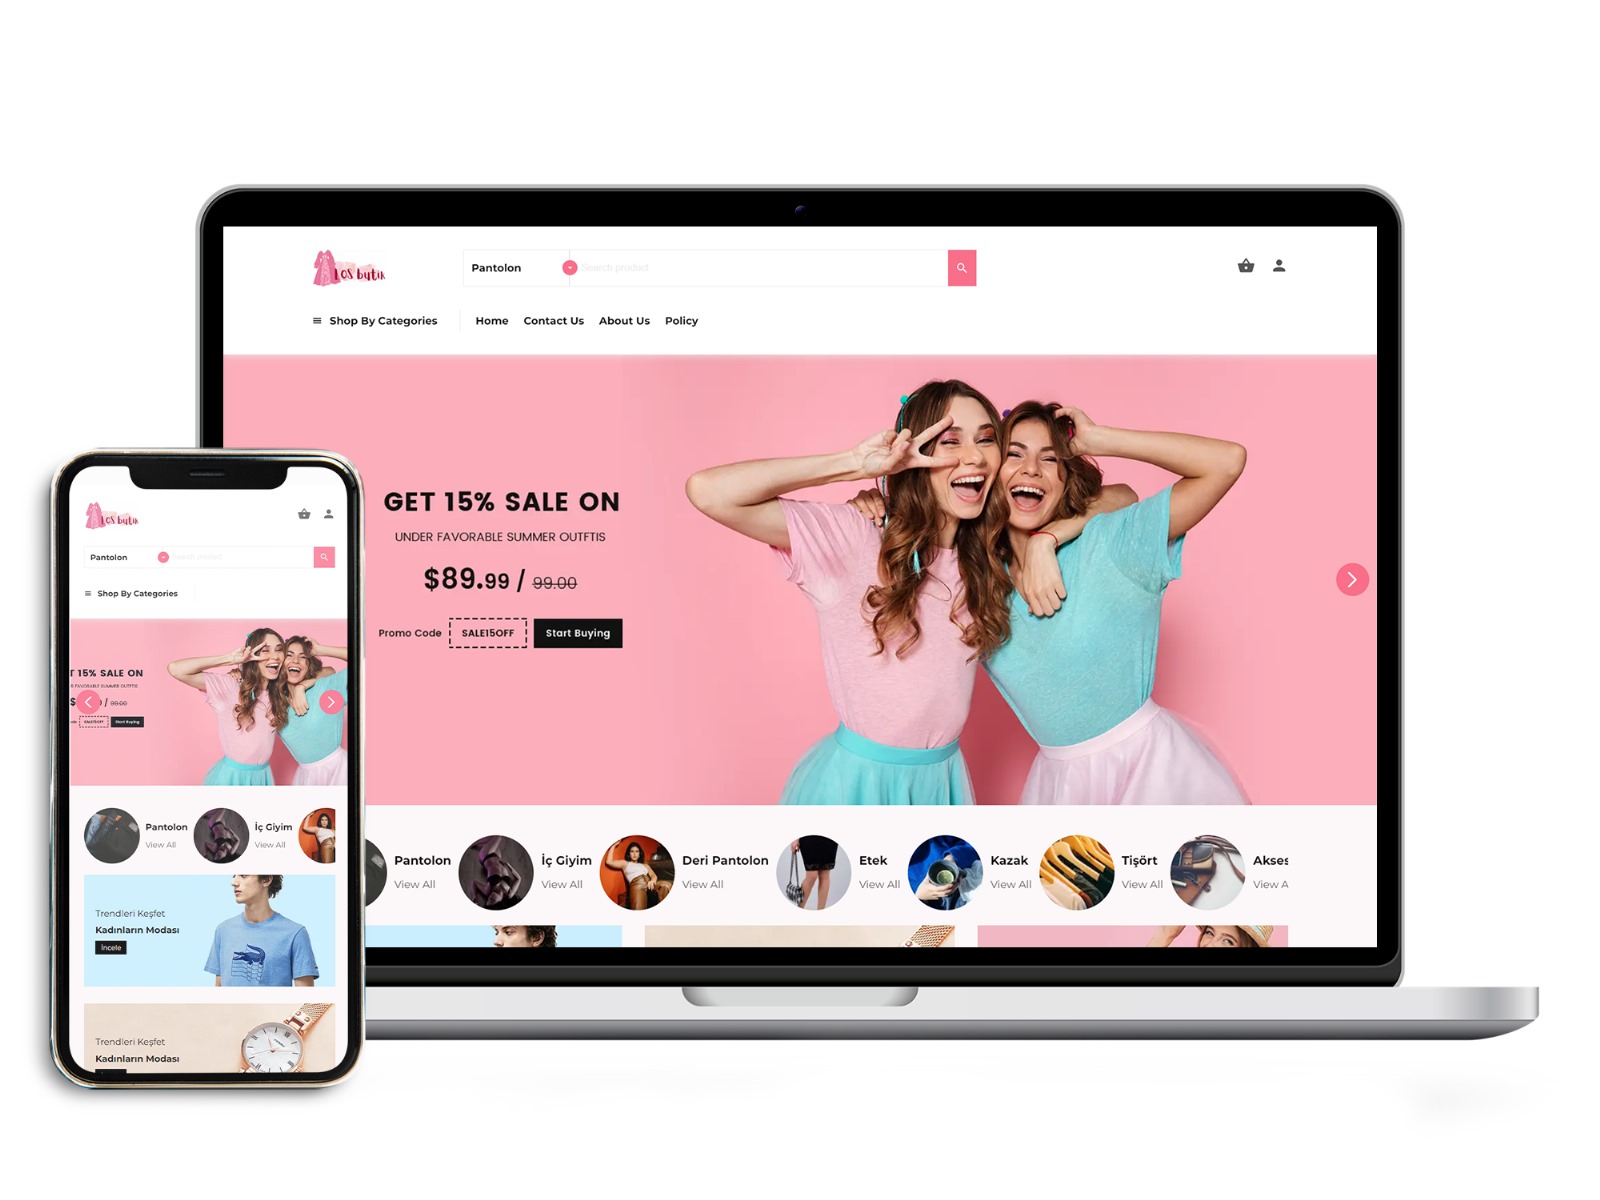 Los butik
Pantolon
Search product
Shop By Categories
Home
Contact Us
About Us
Policy
GET 15% SALE ON
UNDER FAVORABLE SUMMER OUTFTIS
$89.99 / 99.00
Promo Code
SALE15OFF
Start Buying
Pantolon
View All
İç Giyim
View All
Deri Pantolon
View All
Etek
View All
Kazak
View All
Tişört
View All
Akses
View A
Los butik
Pantolon
Search product
Shop By Categories
T 15% SALE ON
FAVORABLE SUMMER OUTFTIS
$ / 99.00
SALE15OFF
Start Buying
Pantolon
View All
İç Giyim
View All
Trendleri Keşfet
Kadınların Modası
İncele
Trendleri Keşfet
Kadınların Modası